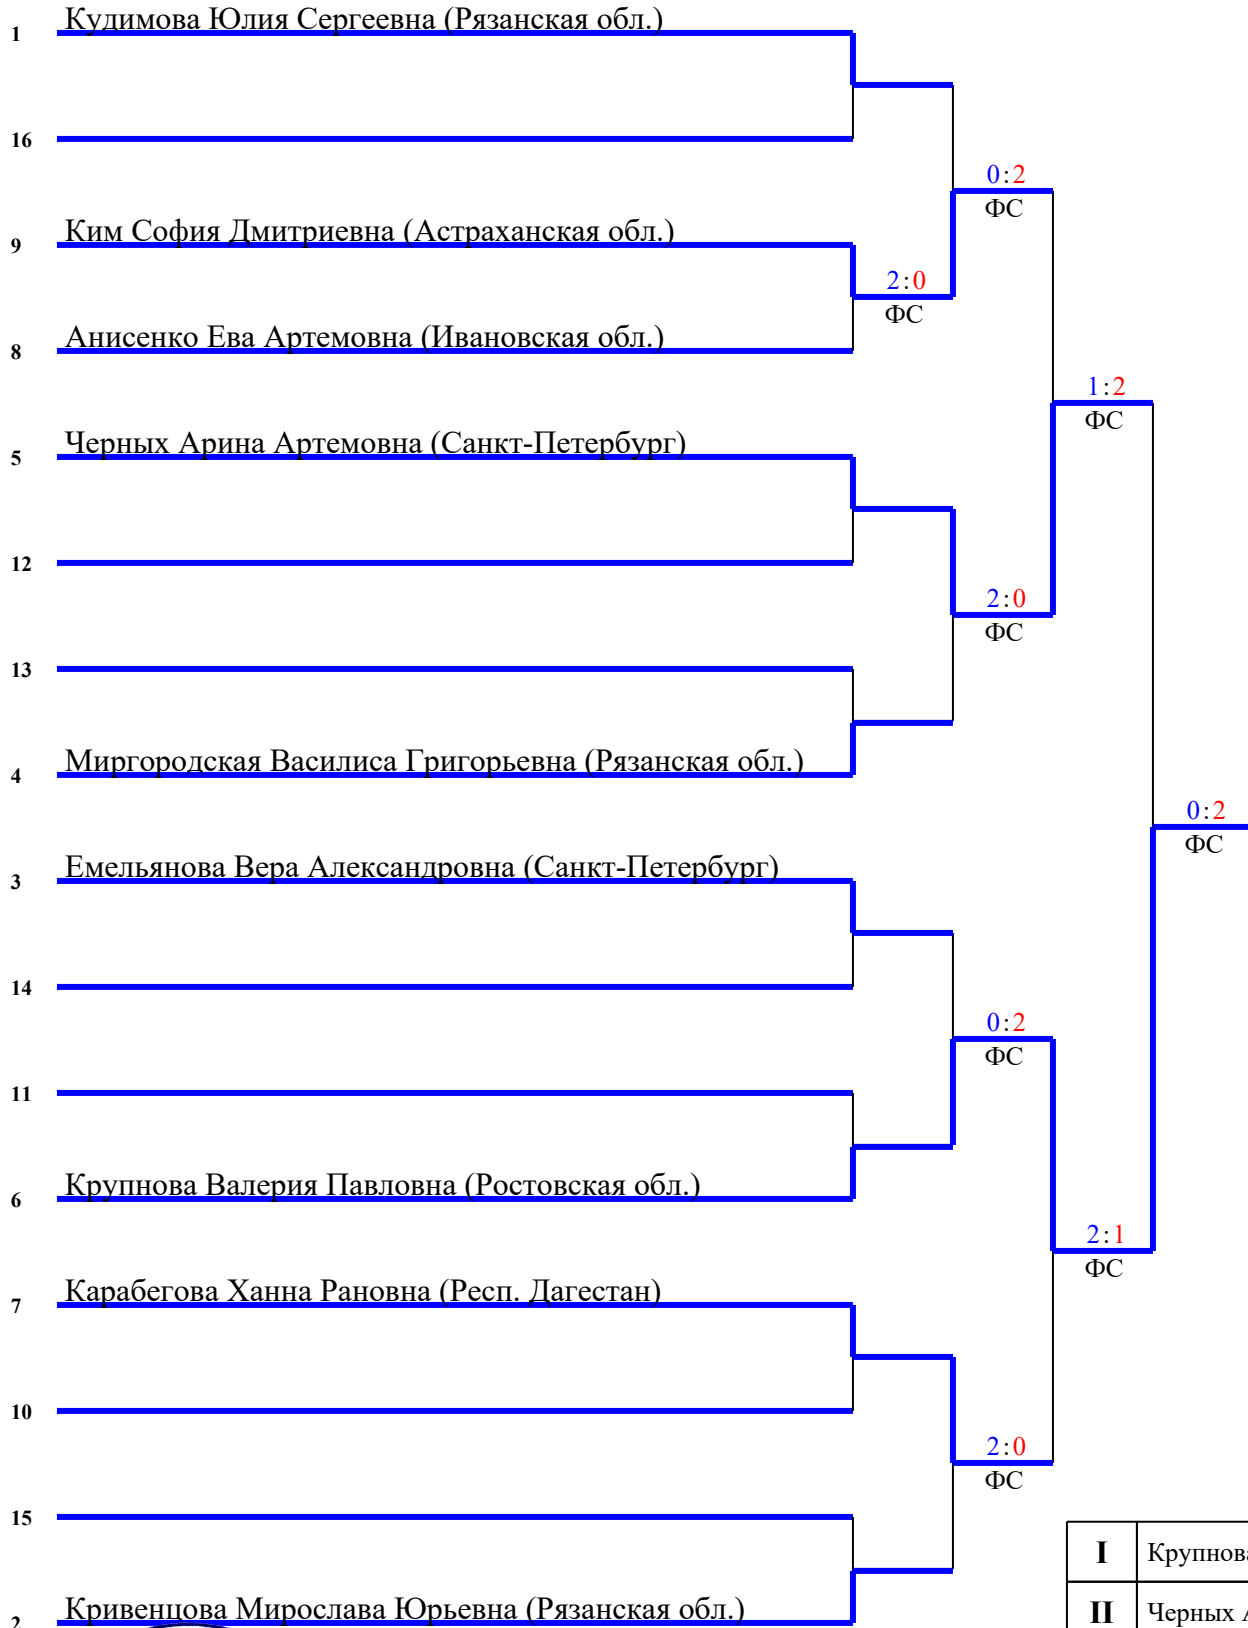 Кудимова Юлия Сергеевна (Рязанская обл.)
1
16
0:2
ФС
Ким София Дмитриевна (Астраханская обл.)
9
2:0
ФС
Анисенко Ева Артемовна (Ивановская обл.)
8
1:2
ФС
Черных Арина Артемовна (Санкт-Петербург)
5
12
2:0
ФС
13
Миргородская Василиса Григорьевна (Рязанская обл.)
4
0:2
ФС
Емельянова Вера Александровна (Санкт-Петербург)
3
14
0:2
ФС
11
Крупнова Валерия Павловна (Ростовская обл.)
6
2:1
ФС
Карабегова Ханна Рановна (Респ. Дагестан)
7
10
2:0
ФС
15
I Крупнова
Кривенцова Мирослава Юрьевна (Рязанская обл.)
2
II Черных А